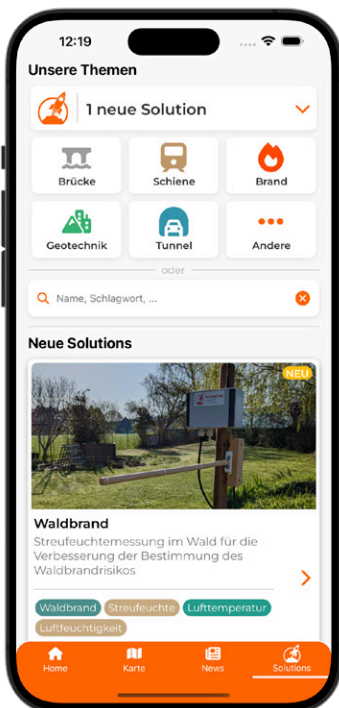 12:19
Unsere Themen
1 neue Solution
Brücke Schiene Brand
Geotechnik Tunnel Andere
oder
Name, Schlagwort, ...
Neue Solutions
NEU
Waldbrand
Streufeuchtemessung im Wald für die
Verbesserung der Bestimmung des
Waldbrandrisikos
Waldbrand Streufeuchte Lufttemperatur
Luftfeuchtigkeit
Home Karte News Solutions